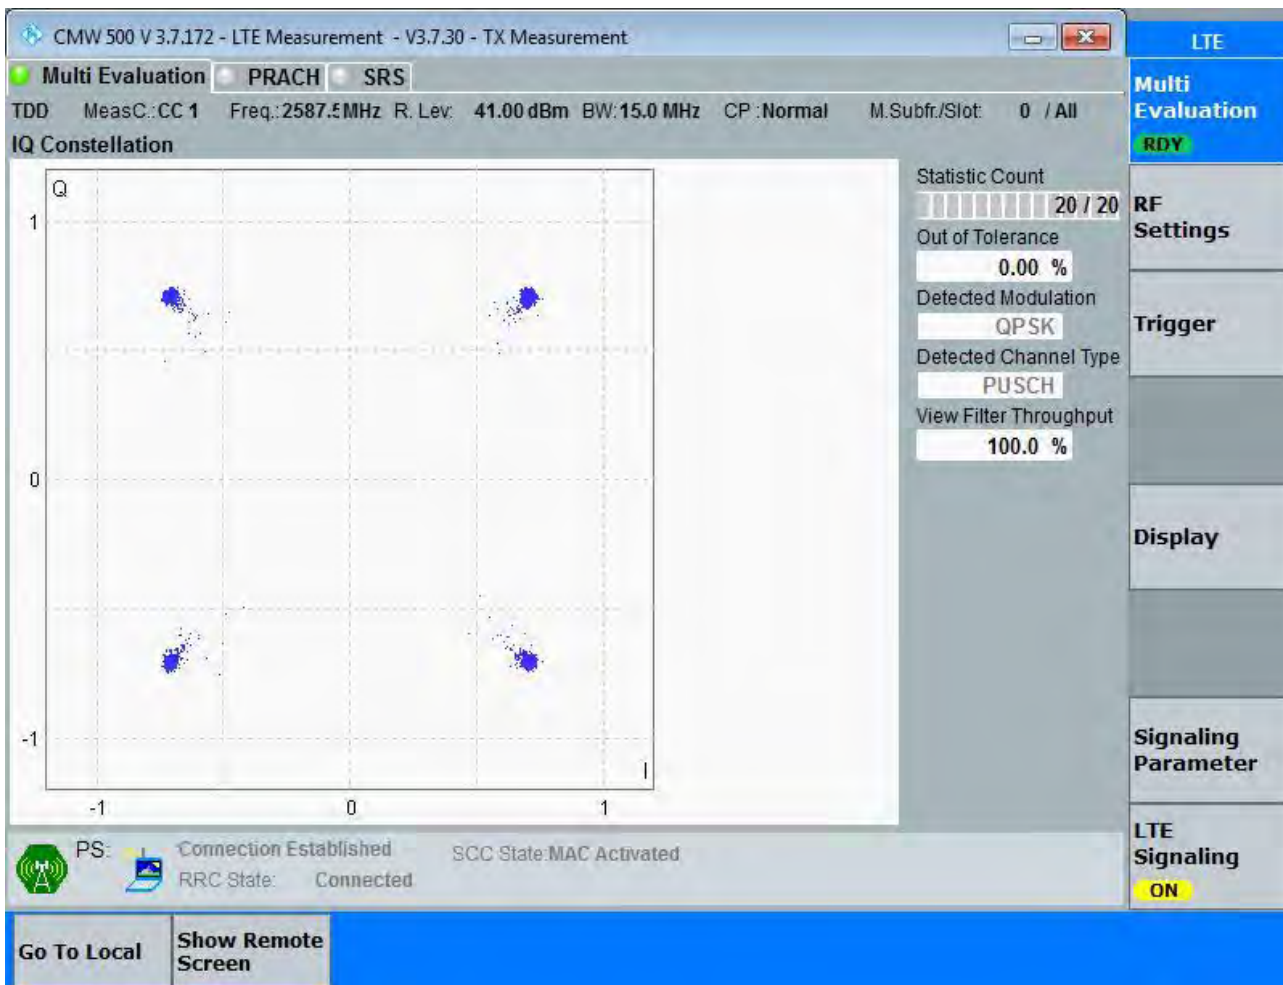 CMW 500 V 3.7.172 - LTE Measurement - V3.7.30 - TX Measurement
LTE
Multi Evaluation PRACH SRS
TDD MeasC.:CC 1 Freq.:2587.5MHz R. Lev: 41.00 dBm BW:15.0 MHz CP :Normal M.Subfr./Slot: 0 / All
IQ Constellation
Q
1
0
-1
I
-1 0 1
Statistic Count
20 / 20
Out of Tolerance
0.00 %
Detected Modulation
QPSK
Detected Channel Type
PUSCH
View Filter Throughput
100.0 %
Multi
Evaluation
RDY
RF
Settings
Trigger
Display
Signaling
Parameter
LTE
Signaling
ON
PS: Connection Established SCC State:MAC Activated
RRC State: Connected
Go To Local
Show Remote
Screen